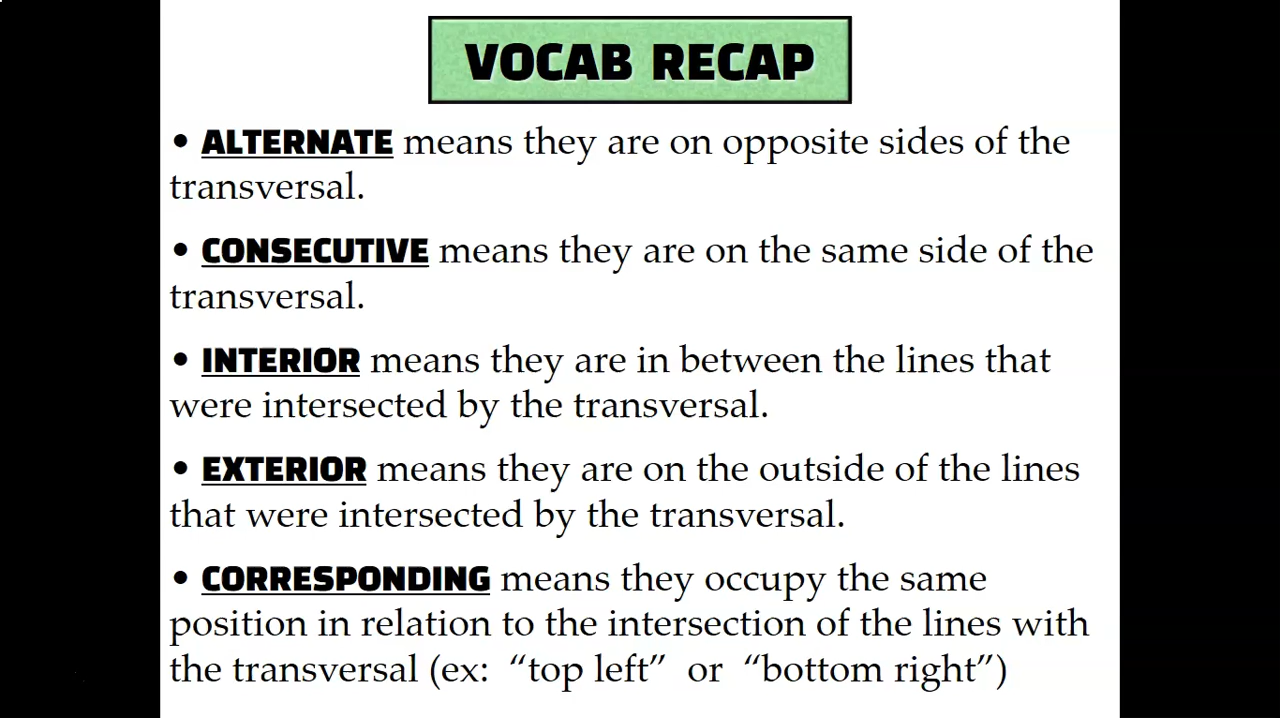 VOCAB RECAP
• ALTERNATE means they are on opposite sides of the
transversal.
• CONSECUTIVE means they are on the same side of the
transversal.
• INTERIOR means they are in between the lines that
were intersected by the transversal.
• EXTERIOR means they are on the outside of the lines
that were intersected by the transversal.
• CORRESPONDING means they occupy the same
position in relation to the intersection of the lines with
the transversal (ex: “top left” or “bottom right”)